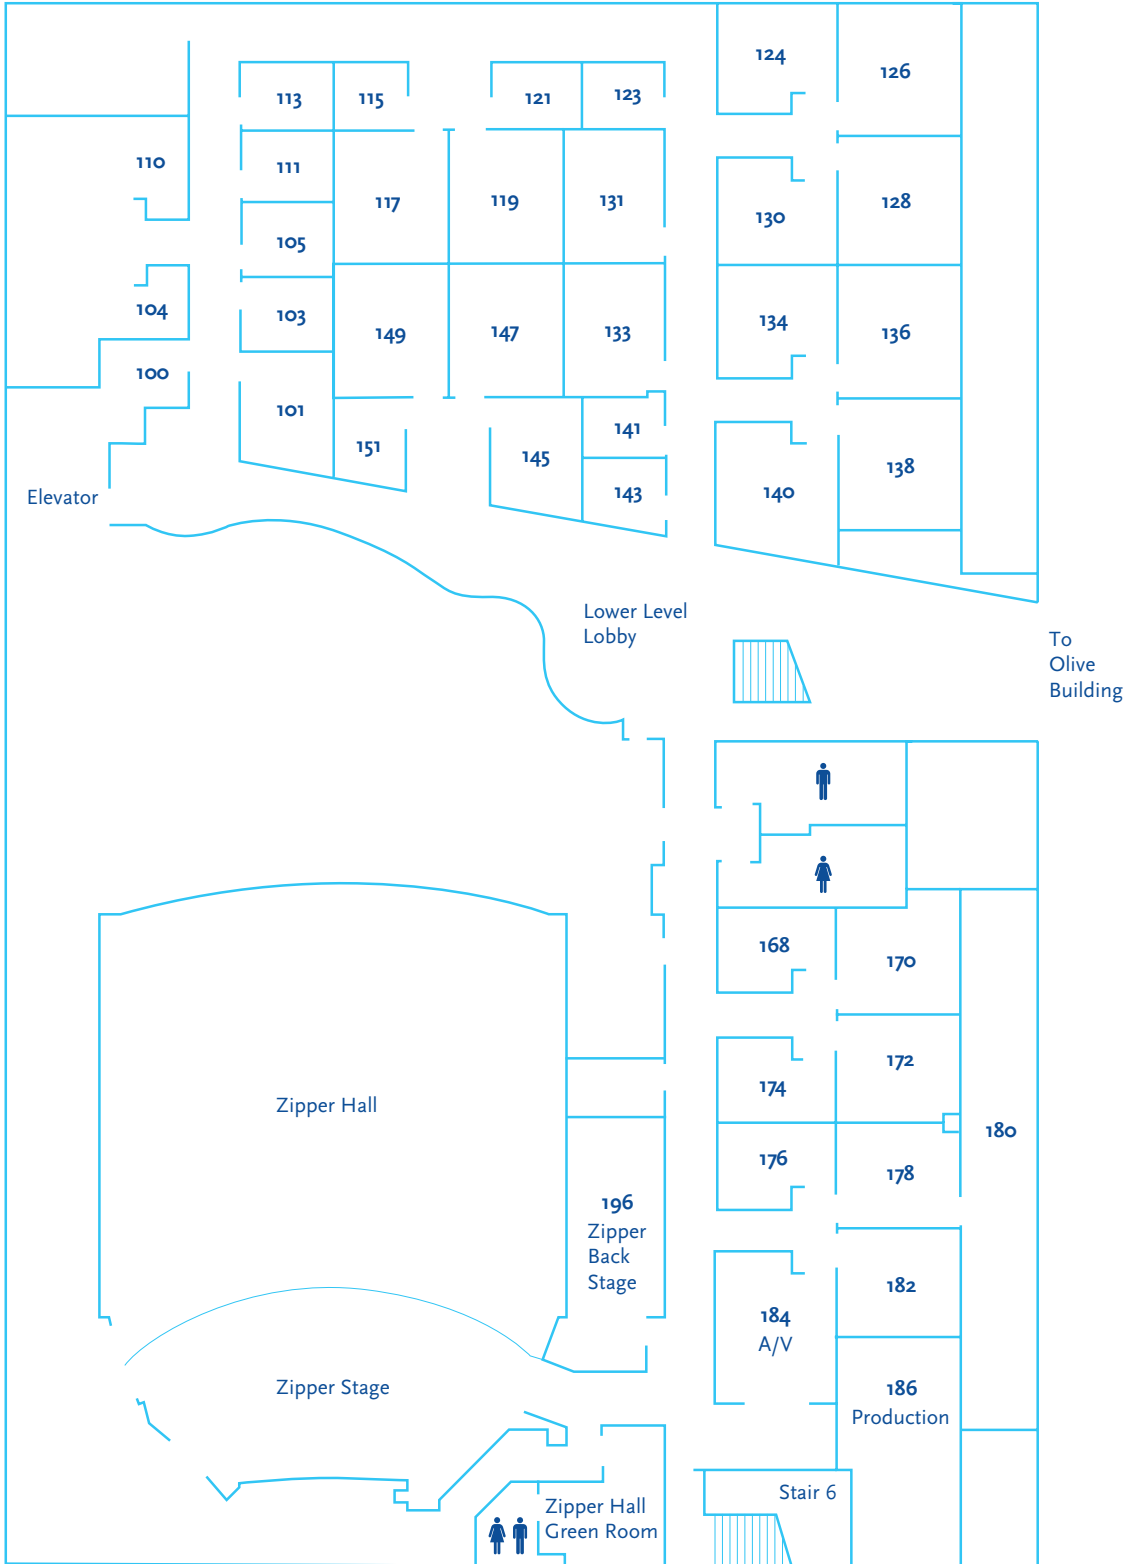 124
126
113
115
121
123
110
111
117
119
131
128
130
105
104
103
149
147
133
134
136
100
101
151
145
141
138
143
140
Elevator
Lower Level
Lobby
To
Olive
Building
168
170
172
174
Zipper Hall
180
176
178
196
Zipper
Back
Stage
182
184
A/V
Zipper Stage
186
Production
Stair 6
Zipper Hall
Green Room